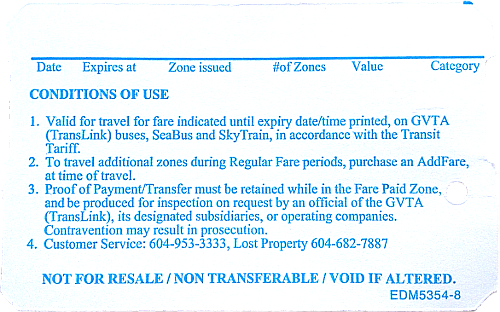 Date Expires at Zone issued #of Zones Value Category
CONDITIONS OF USE
1. Valid for travel for fare indicated until expiry date/time printed, on GVTA
(TransLink) buses, SeaBus and SkyTrain, in accordance with the Transit
Tariff.
2. To travel additional zones during Regular Fare periods, purchase an AddFare,
at time of travel.
3. Proof of Payment/Transfer must be retained while in the Fare Paid Zone,
and be produced for inspection on request by an official of the GVTA
(TransLink), its designated subsidiaries, or operating companies.
Contravention may result in prosecution.
4. Customer Service: 604-953-3333, Lost Property 604-682-7887
NOT FOR RESALE / NON TRANSFERABLE / VOID IF ALTERED.
EDM5354-8